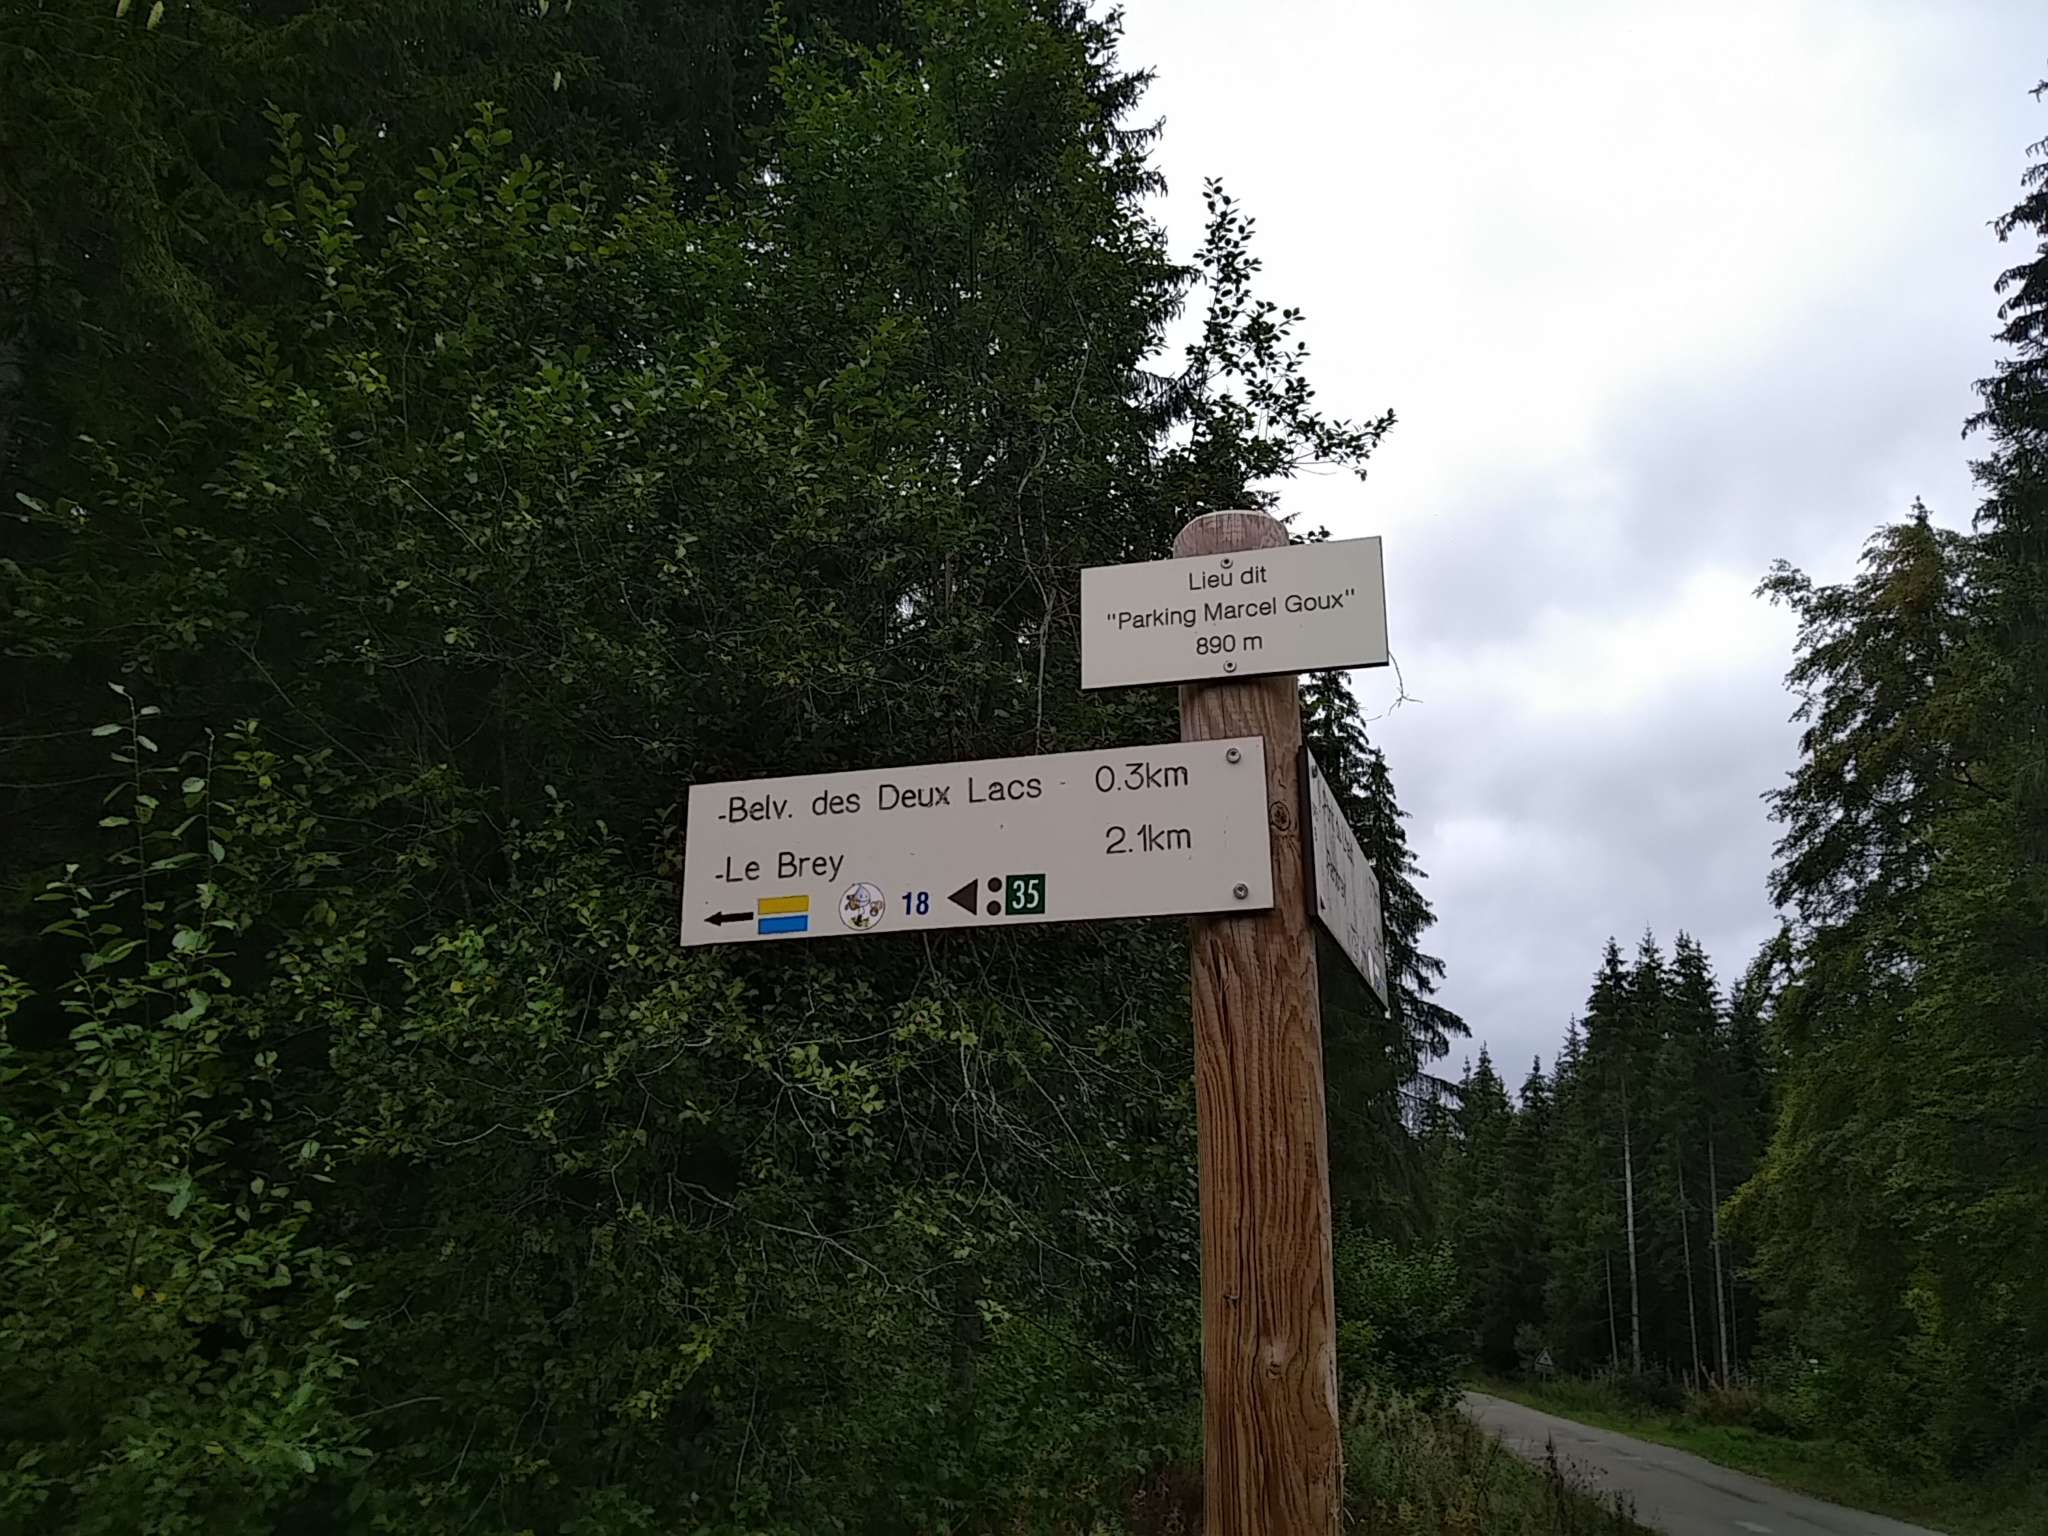 Lieu dit
"Parking Marcel Goux"
890 m
-Belv. des Deux Lacs - 0.3km
-Le Brey 2.1km
18 35